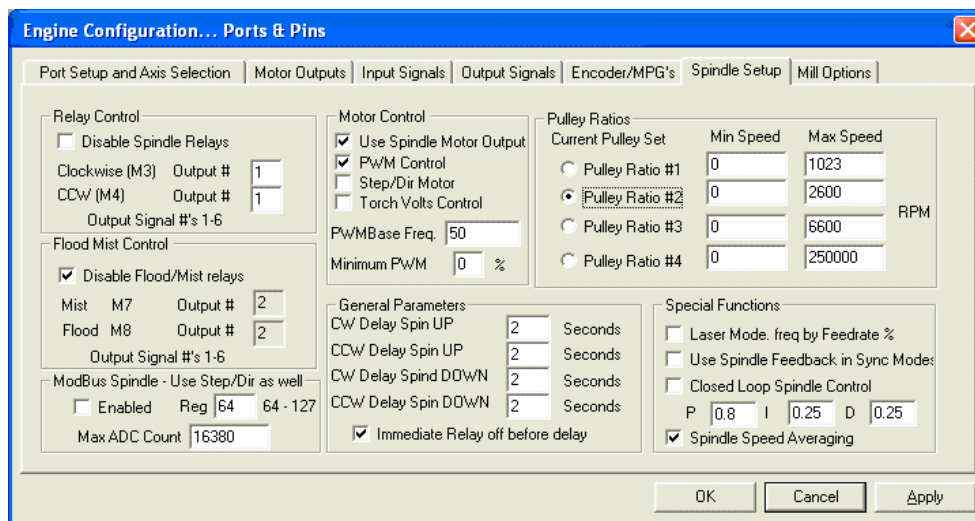 Engine Configuration... Ports & Pins
Port Setup and Axis Selection Motor Outputs Input Signals Output Signals Encoder/MPG's Spindle Setup Mill Options
Relay Control
Disable Spindle Relays
Clockwise (M3) Output # 1
CCW (M4) Output # 1
Output Signal #'s 1-6
Flood Mist Control
Disable Flood/Mist relays
Mist M7 Output # 2
Flood M8 Output # 2
Output Signal #'s 1-6
ModBus Spindle - Use Step/Dir as well
Enabled Reg 64 64 - 127
Max ADC Count 16380
Motor Control
Use Spindle Motor Output
PWM Control
Step/Dir Motor
Torch Volts Control
PWMBase Freq. 50
Minimum PWM 0 %
General Parameters
CW Delay Spin UP 2 Seconds
CCW Delay Spin UP 2 Seconds
CW Delay Spind DOWN 2 Seconds
CCW Delay Spin DOWN 2 Seconds
Immediate Relay off before delay
Pulley Ratios
Current Pulley Set Min Speed Max Speed
Pulley Ratio #1 0 1023
Pulley Ratio #2 0 2600
RPM
Pulley Ratio #3 0 6600
Pulley Ratio #4 0 250000
Special Functions
Laser Mode. freq by Feedrate %
Use Spindle Feedback in Sync Modes
Closed Loop Spindle Control
P 0.8 I 0.25 D 0.25
Spindle Speed Averaging
OK Cancel Apply